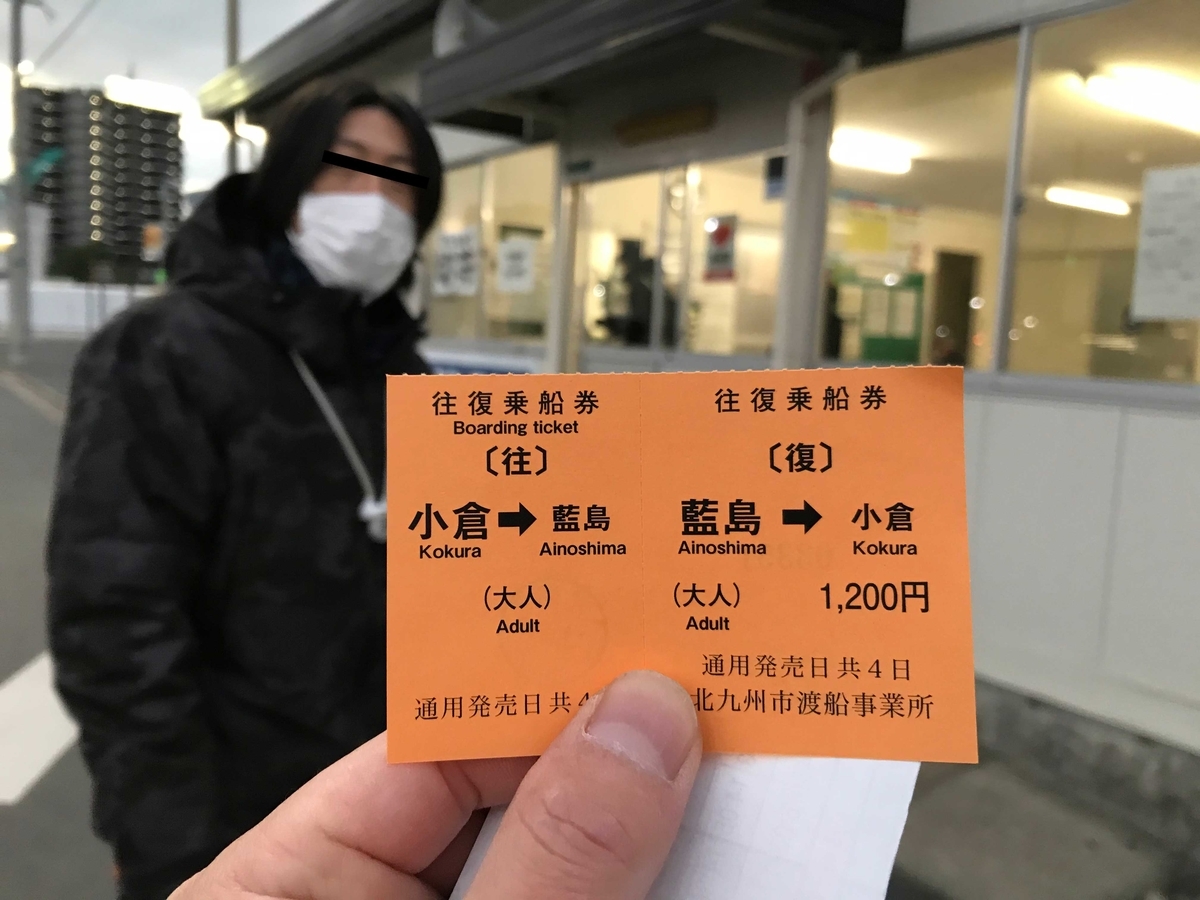 往復乗船券
Boarding ticket
〔往〕
小倉➡藍島
Kokura Ainoshima
(大人)
Adult
通用発売日共4
往復乗船券
〔復〕
藍島➡小倉
Ainoshima Kokura
(大人) 1,200円
Adult
通用発売日共4日
北九州市渡船事業所